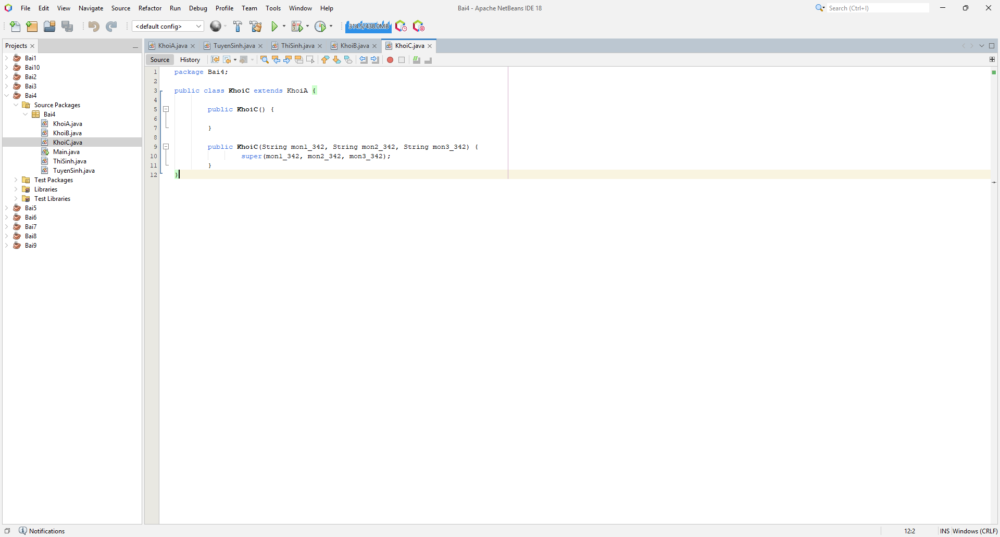 File Edit View Navigate Source Refactor Run Debug Profile Team Tools Window Help
Bai4 - Apache NetBeans IDE 18
Search (Ctrl+I)
<default config>
314.5/438.0MB
Projects
Bai1
Bai10
Bai2
Bai3
Bai4
Source Packages
Bai4
KhoiA.java
KhoiB.java
KhoiC.java
Main.java
ThiSinh.java
TuyenSinh.java
Test Packages
Libraries
Test Libraries
Bai5
Bai6
Bai7
Bai8
Bai9
KhoiA.java TuyenSinh.java ThiSinh.java KhoiB.java KhoiC.java
Source History
1 package Bai4;
2
3 public class KhoiC extends KhoiA {
4
5 public KhoiC() {
6
7 }
8
9 public KhoiC(String mon1_342, String mon2_342, String mon3_342) {
10 super(mon1_342, mon2_342, mon3_342);
11 }
12 }
Notifications
12:2
INS Windows (CRLF)